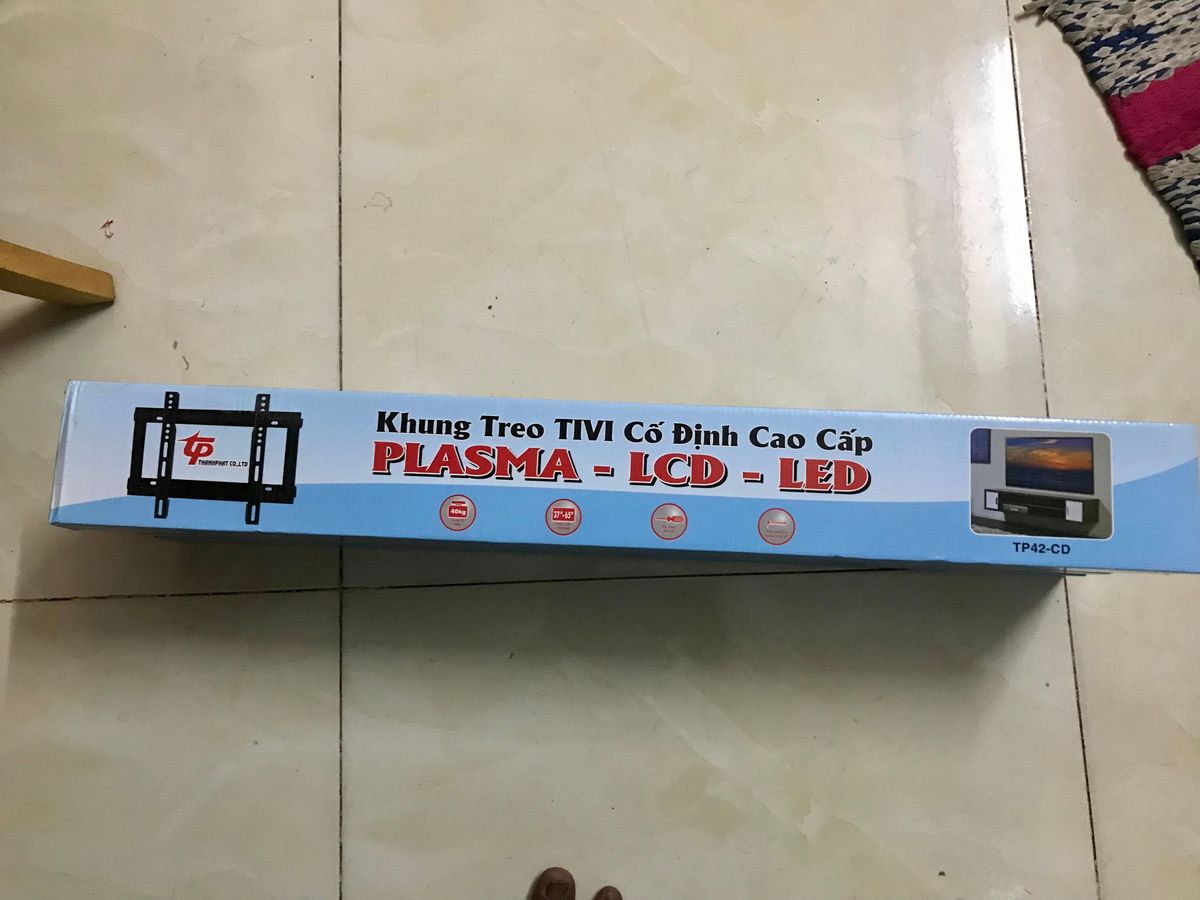 TP
THANHPHAT CO.,LTD
Khung Treo TIVI Cố Định Cao Cấp
PLASMA - LCD - LED
40kg
37"-65"
TP42-CD